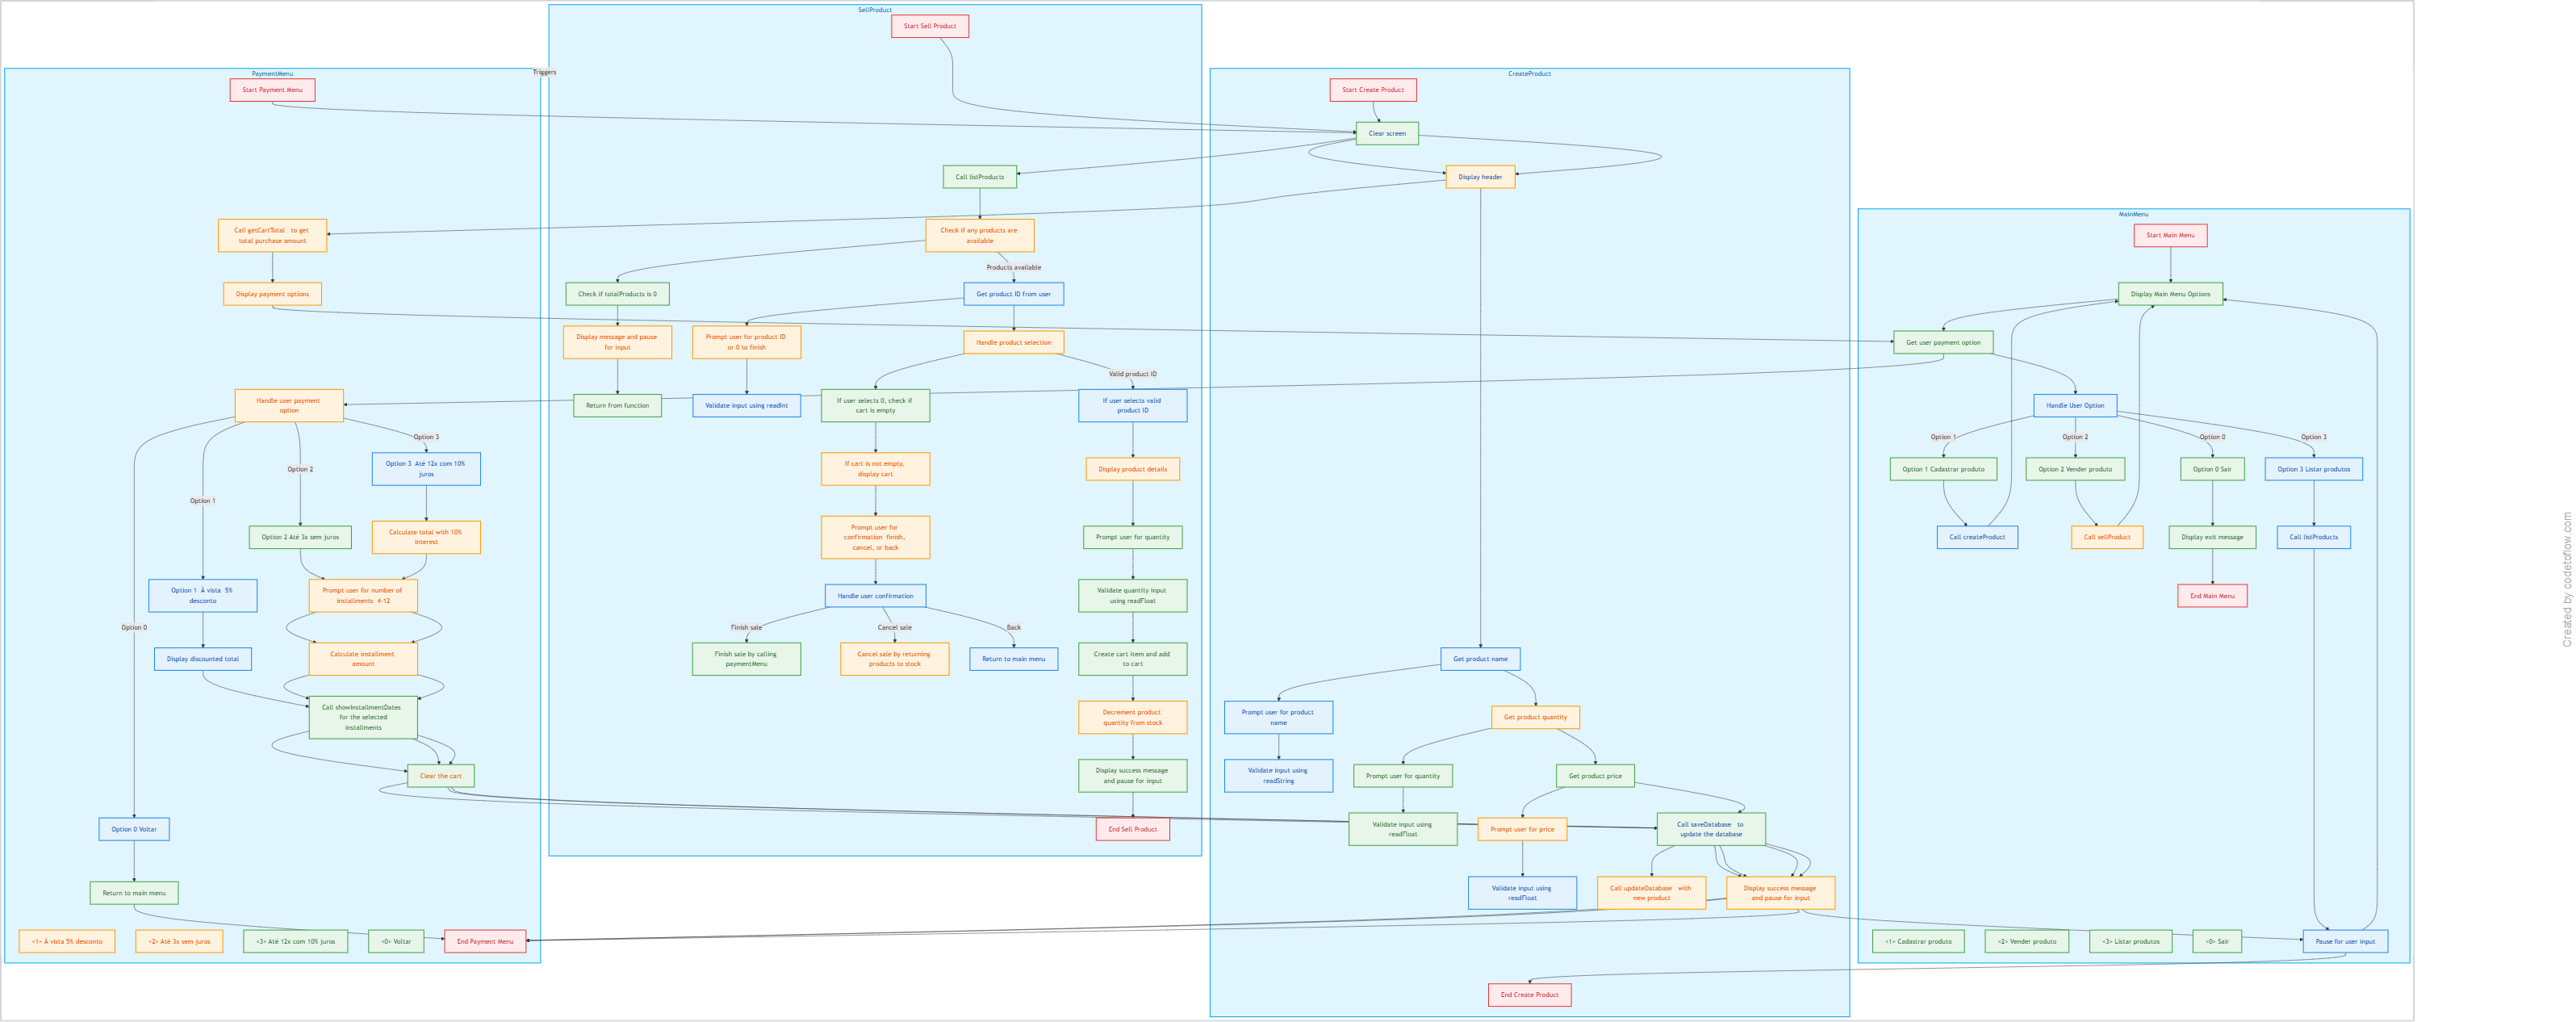 SellProduct
Start Sell Product
Triggers
PaymentMenu
Start Payment Menu
CreateProduct
Start Create Product
Clear screen
Call listProducts
Display header
Call getCartTotal to get
total purchase amount
Check if any products are
available
Products available
Display payment options
Check if totalProducts is 0
Get product ID from user
Display message and pause
for input
Prompt user for product ID
or 0 to finish
Handle product selection
Valid product ID
Handle user payment
option
Return from function
Validate input using readInt
If user selects 0, check if
cart is empty
If user selects valid
product ID
Option 3
Option 2
Option 1
Option 0
Option 3 Até 12x com 10%
juros
If cart is not empty,
display cart
Display product details
Option 2 Até 3x sem juros
Calculate total with 10%
interest
Prompt user for
confirmation finish,
cancel, or back
Prompt user for quantity
Option 1 À vista 5%
desconto
Prompt user for number of
installments 4-12
Handle user confirmation
Validate quantity input
using readFloat
Finish sale
Cancel sale
Back
Display discounted total
Calculate installment
amount
Finish sale by calling
paymentMenu
Cancel sale by returning
products to stock
Return to main menu
Create cart item and add
to cart
Call showInstallmentDates
for the selected
installments
Decrement product
quantity from stock
Clear the cart
Display success message
and pause for input
Option 0 Voltar
End Sell Product
Return to main menu
<1> À vista 5% desconto
<2> Até 3x sem juros
<3> Até 12x com 10% juros
<0> Voltar
End Payment Menu
Get product name
Prompt user for product
name
Get product quantity
Validate input using
readString
Prompt user for quantity
Get product price
Validate input using
readFloat
Prompt user for price
Call saveDatabase to
update the database
Validate input using
readFloat
Call updateDatabase with
new product
Display success message
and pause for input
End Create Product
MainMenu
Start Main Menu
Display Main Menu Options
Get user payment option
Handle User Option
Option 1
Option 2
Option 0
Option 3
Option 1 Cadastrar produto
Option 2 Vender produto
Option 0 Sair
Option 3 Listar produtos
Call createProduct
Call sellProduct
Display exit message
Call listProducts
End Main Menu
<1> Cadastrar produto
<2> Vender produto
<3> Listar produtos
<0> Sair
Pause for user input
Created by codetoflow.com